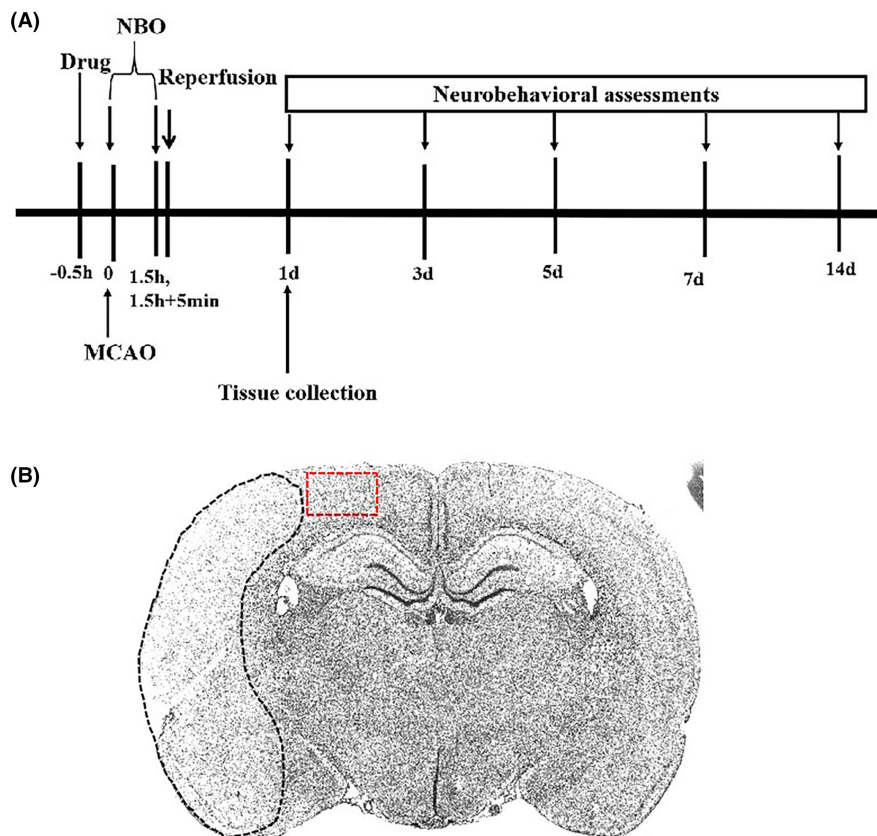 (A)
NBO
Drug
Reperfusion
Neurobehavioral assessments
-0.5h 0 1.5h, 1d 3d 5d 7d 14d
1.5h+5min
MCAO
Tissue collection
(B)